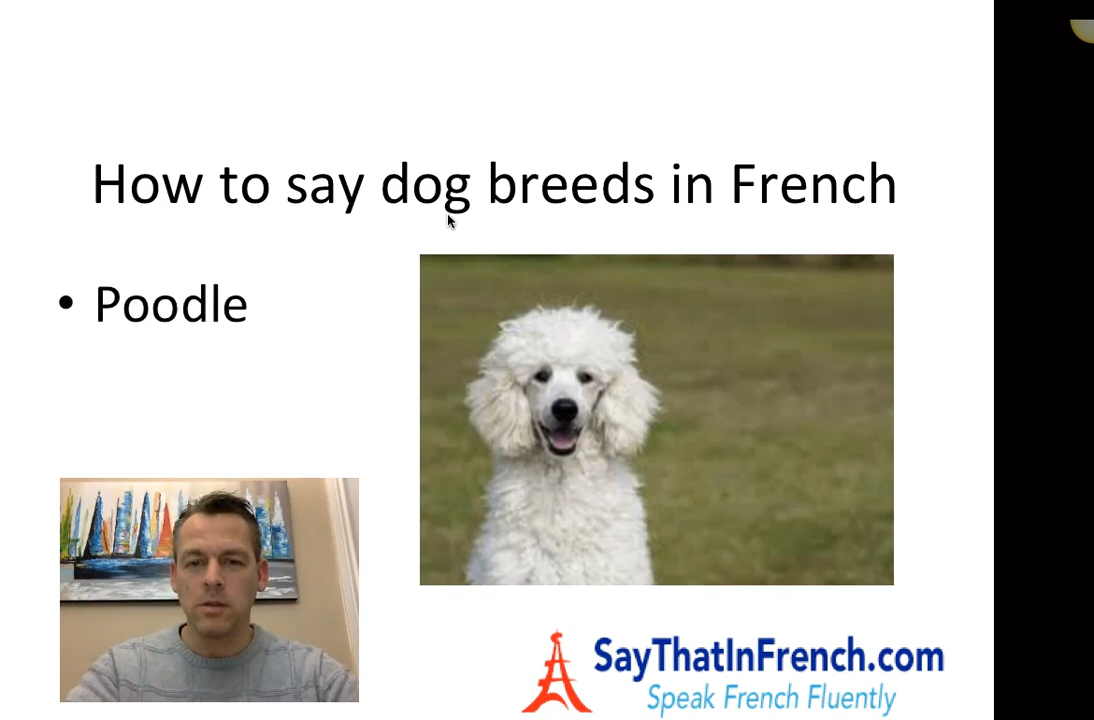 How to say dog breeds in French
• Poodle
SayThatInFrench.com
Speak French Fluently